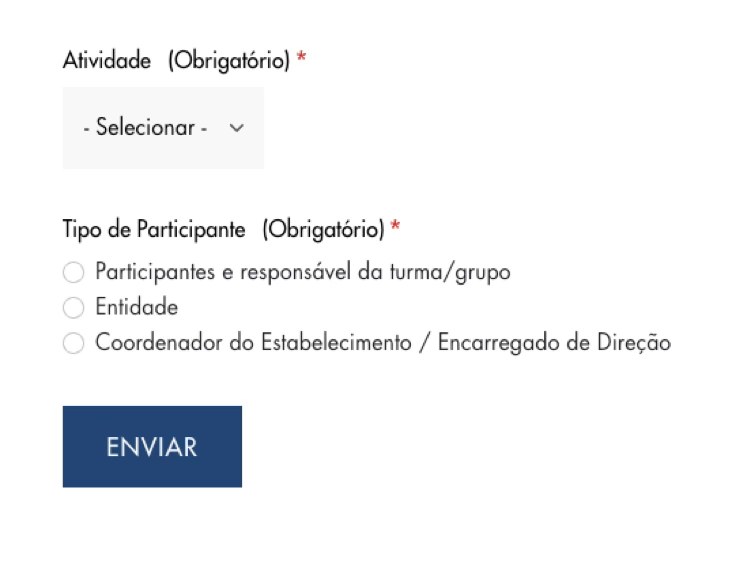 Atividade (Obrigatório) *
- Selecionar -
Tipo de Participante (Obrigatório) *
Participantes e responsável da turma/grupo
Entidade
Coordenador do Estabelecimento / Encarregado de Direção
ENVIAR